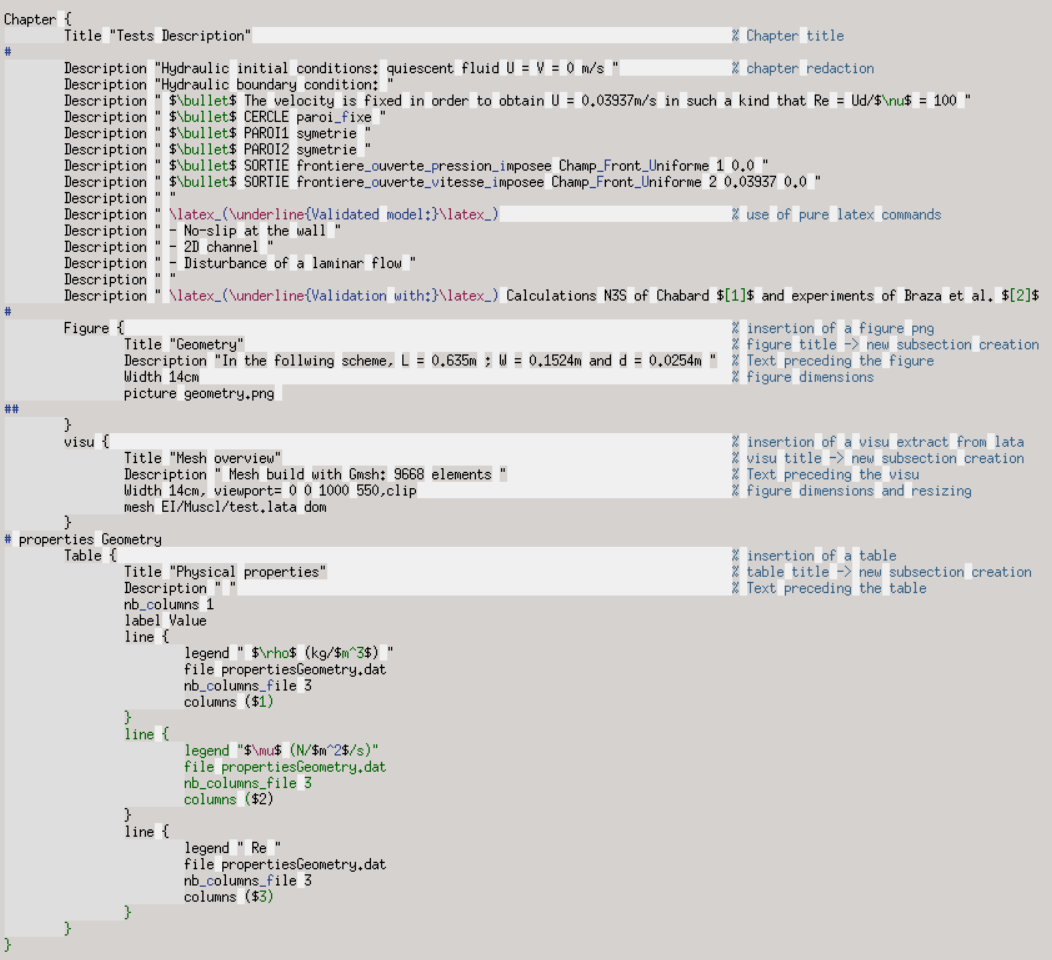 Chapter {
Title "Tests Description" % Chapter title
#
Description "Hydraulic initial conditions: quiescent fluid U = V = 0 m/s " % chapter redaction
Description "Hydraulic boundary condition: "
Description " $\bullet$ The velocity is fixed in order to obtain U = 0.03937m/s in such a kind that Re = Ud/$\nu$ = 100 "
Description " $\bullet$ CERCLE paroi_fixe "
Description " $\bullet$ PAROI1 symetrie "
Description " $\bullet$ PAROI2 symetrie "
Description " $\bullet$ SORTIE frontiere_ouverte_pression_imposee Champ_Front_Uniforme 1 0.0 "
Description " $\bullet$ SORTIE frontiere_ouverte_vitesse_imposee Champ_Front_Uniforme 2 0.03937 0.0 "
Description " "
Description " \latex_(\underline{Validated model:}\latex_) % use of pure latex commands
Description " - No-slip at the wall "
Description " - 2D channel "
Description " - Disturbance of a laminar flow "
Description " "
Description " \latex_(\underline{Validation with:}\latex_) Calculations N3S of Chabard $[1]$ and experiments of Braza et al. $[2]$
#
Figure { % insertion of a figure png
Title "Geometry" % figure title -> new subsection creation
Description "In the follwing scheme, L = 0.635m ; W = 0.1524m and d = 0.0254m " % Text preceding the figure
Width 14cm % figure dimensions
picture geometry.png
##
}
visu { % insertion of a visu extract from lata
Title "Mesh overview" % visu title -> new subsection creation
Description " Mesh build with Gmsh: 9668 elements " % Text preceding the visu
Width 14cm, viewport= 0 0 1000 550,clip % figure dimensions and resizing
mesh EI/Muscl/test.lata dom
}
# properties Geometry
Table { % insertion of a table
Title "Physical properties" % table title -> new subsection creation
Description " " % Text preceding the table
nb_columns 1
label Value
line {
legend " $\rho$ (kg/$m^3$) "
file propertiesGeometry.dat
nb_columns_file 3
columns ($1)
}
line {
legend "$\mu$ (N/$m^2$/s)"
file propertiesGeometry.dat
nb_columns_file 3
columns ($2)
}
line {
legend " Re "
file propertiesGeometry.dat
nb_columns_file 3
columns ($3)
}
}
}